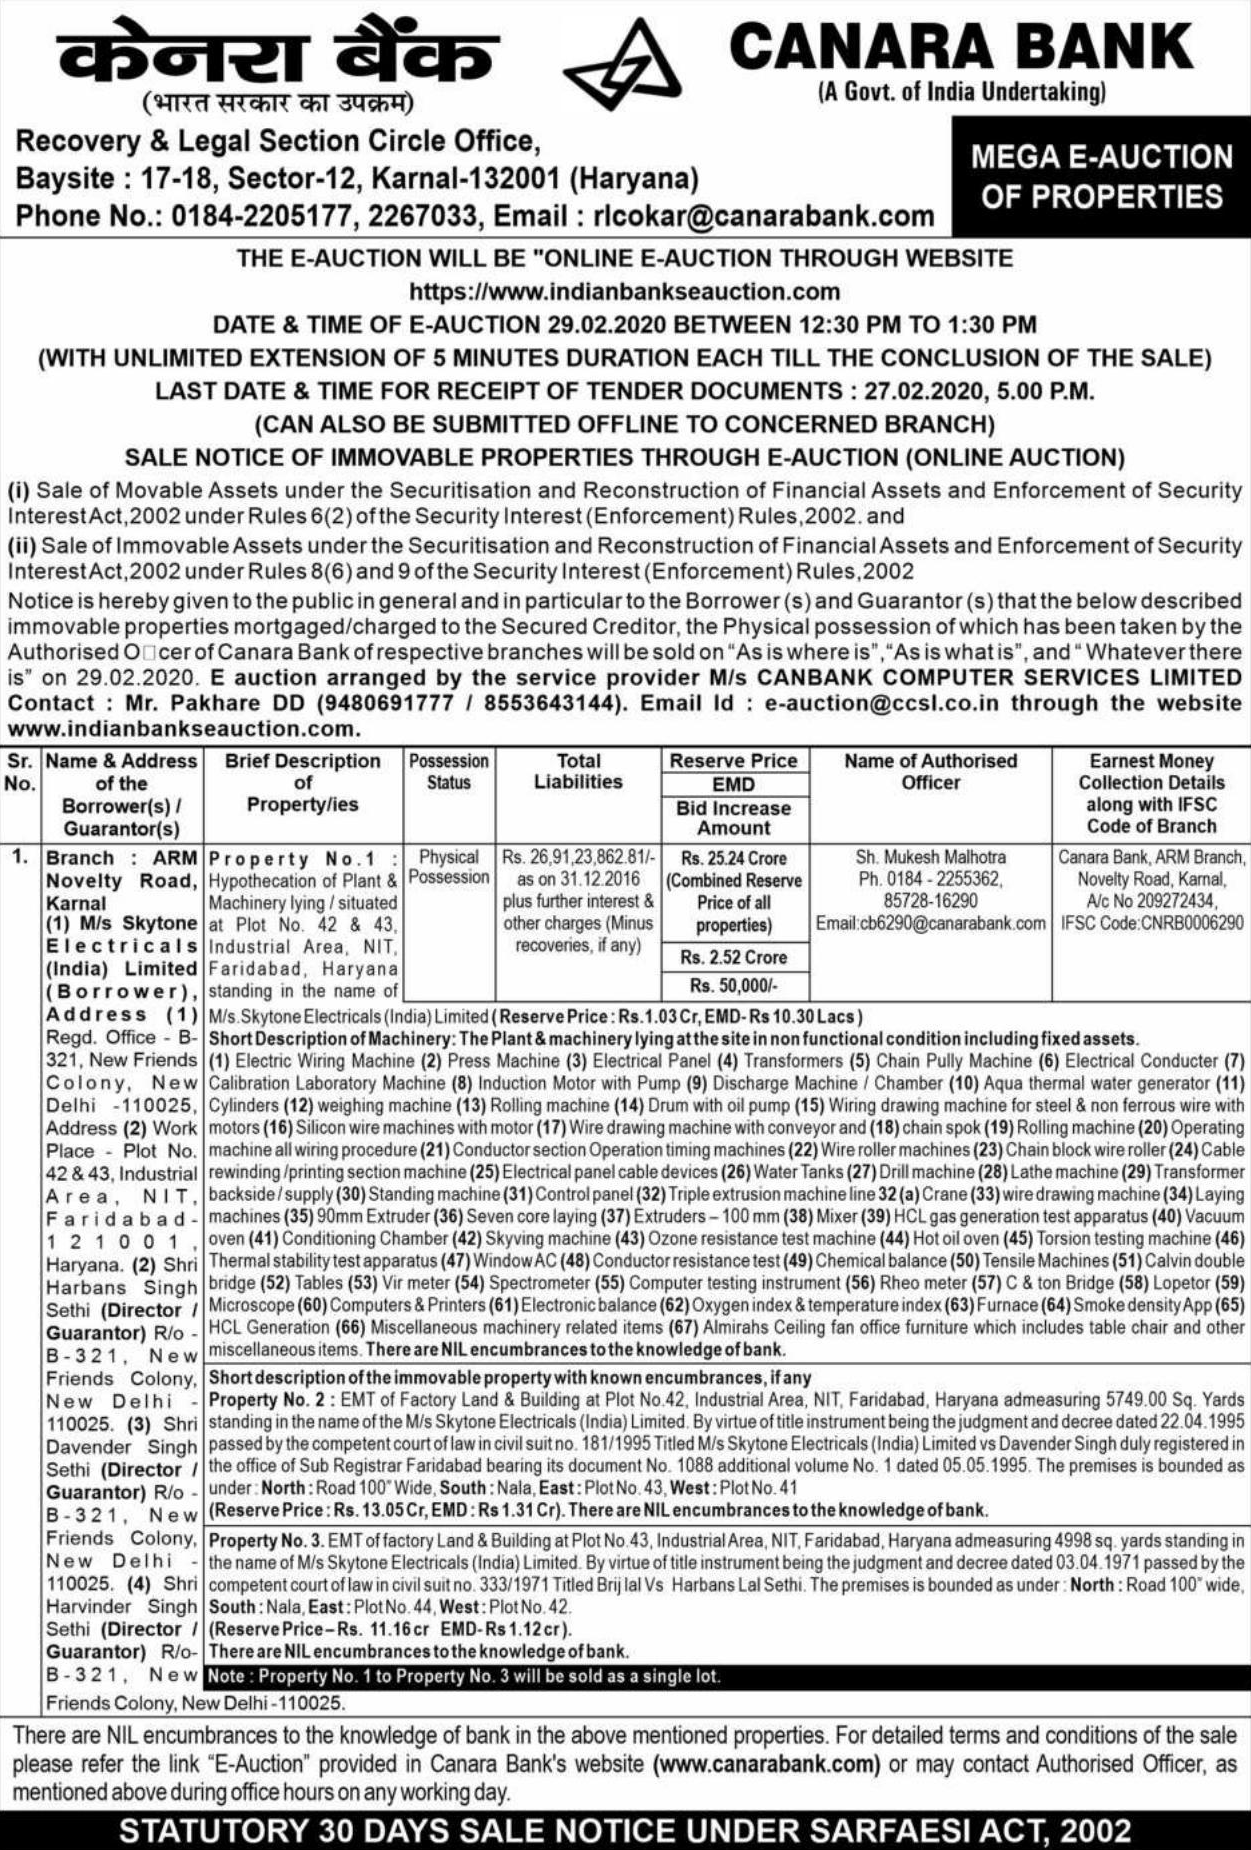 केनरा बैंक
(भारत सरकार का उपक्रम)
CANARA BANK
(A Govt. of India Undertaking)
Recovery & Legal Section Circle Office,
Baysite : 17-18, Sector-12, Karnal-132001 (Haryana)
Phone No.: 0184-2205177, 2267033, Email : rlcokar@canarabank.com
MEGA E-AUCTION
OF PROPERTIES
THE E-AUCTION WILL BE "ONLINE E-AUCTION THROUGH WEBSITE
https://www.indianbankseauction.com
DATE & TIME OF E-AUCTION 29.02.2020 BETWEEN 12:30 PM TO 1:30 PM
(WITH UNLIMITED EXTENSION OF 5 MINUTES DURATION EACH TILL THE CONCLUSION OF THE SALE)
LAST DATE & TIME FOR RECEIPT OF TENDER DOCUMENTS : 27.02.2020, 5.00 P.M.
(CAN ALSO BE SUBMITTED OFFLINE TO CONCERNED BRANCH)
SALE NOTICE OF IMMOVABLE PROPERTIES THROUGH E-AUCTION (ONLINE AUCTION)
(i) Sale of Movable Assets under the Securitisation and Reconstruction of Financial Assets and Enforcement of Security
Interest Act, 2002 under Rules 6(2) of the Security Interest (Enforcement) Rules, 2002. and
(ii) Sale of Immovable Assets under the Securitisation and Reconstruction of Financial Assets and Enforcement of Security
Interest Act, 2002 under Rules 8(6) and 9 of the Security Interest (Enforcement) Rules, 2002
Notice is hereby given to the public in general and in particular to the Borrower (s) and Guarantor (s) that the below described
immovable properties mortgaged/charged to the Secured Creditor, the Physical possession of which has been taken by the
Authorised O□cer of Canara Bank of respective branches will be sold on "As is where is", "As is what is", and " Whatever there
is" on 29.02.2020. E auction arranged by the service provider M/s CANBANK COMPUTER SERVICES LIMITED
Contact : Mr. Pakhare DD (9480691777 / 8553643144). Email Id : e-auction@ccsl.co.in through the website
www.indianbankseauction.com.
Sr.
No.
Name & Address
of the
Borrower(s) /
Guarantor(s)
Brief Description
of
Property/ies
Possession
Status
Total
Liabilities
Reserve Price
EMD
Bid Increase
Amount
Name of Authorised
Officer
Earnest Money
Collection Details
along with IFSC
Code of Branch
1.
Branch : ARM
Novelty Road,
Karnal
(1) M/s Skytone
Electricals
(India) Limited
(Borrower),
Address (1)
Regd. Office - B-
321, New Friends
Colony, New
Delhi -110025,
Address (2) Work
Place - Plot No.
42 & 43, Industrial
Area, NIT,
Faridabad-
121001,
Haryana. (2) Shri
Harbans Singh
Sethi (Director /
Guarantor) R/o -
B-321, New
Friends Colony,
New Delhi -
110025. (3) Shri
Davender Singh
Sethi (Director /
Guarantor) R/o -
B-321, New
Friends Colony,
New Delhi -
110025. (4) Shri
Harvinder Singh
Sethi (Director /
Guarantor) R/o-
B-321, New
Friends Colony, New Delhi -110025.
Property No.1 :
Hypothecation of Plant &
Machinery lying / situated
at Plot No. 42 & 43,
Industrial Area, NIT,
Faridabad, Haryana
standing in the name of
Physical
Possession
Rs. 26,91,23,862.81/-
as on 31.12.2016
plus further interest &
other charges (Minus
recoveries, if any)
Rs. 25.24 Crore
(Combined Reserve
Price of all
properties)
Rs. 2.52 Crore
Rs. 50,000/-
Sh. Mukesh Malhotra
Ph. 0184 - 2255362,
85728-16290
Email:cb6290@canarabank.com
Canara Bank, ARM Branch,
Novelty Road, Karnal,
A/c No 209272434,
IFSC Code:CNRB0006290
M/s. Skytone Electricals (India) Limited (Reserve Price : Rs.1.03 Cr, EMD- Rs 10.30 Lacs )
Short Description of Machinery: The Plant & machinery lying at the site in non functional condition including fixed assets.
(1) Electric Wiring Machine (2) Press Machine (3) Electrical Panel (4) Transformers (5) Chain Pully Machine (6) Electrical Conducter (7)
Calibration Laboratory Machine (8) Induction Motor with Pump (9) Discharge Machine / Chamber (10) Aqua thermal water generator (11)
Cylinders (12) weighing machine (13) Rolling machine (14) Drum with oil pump (15) Wiring drawing machine for steel & non ferrous wire with
motors (16) Silicon wire machines with motor (17) Wire drawing machine with conveyor and (18) chain spok (19) Rolling machine (20) Operating
machine all wiring procedure (21) Conductor section Operation timing machines (22) Wire roller machines (23) Chain block wire roller (24) Cable
rewinding /printing section machine (25) Electrical panel cable devices (26) Water Tanks (27) Drill machine (28) Lathe machine (29) Transformer
backside / supply (30) Standing machine (31) Control panel (32) Triple extrusion machine line 32 (a) Crane (33) wire drawing machine (34) Laying
machines (35) 90mm Extruder (36) Seven core laying (37) Extruders – 100 mm (38) Mixer (39) HCL gas generation test apparatus (40) Vacuum
oven (41) Conditioning Chamber (42) Skyving machine (43) Ozone resistance test machine (44) Hot oil oven (45) Torsion testing machine (46)
Thermal stability test apparatus (47) Window AC (48) Conductor resistance test (49) Chemical balance (50) Tensile Machines (51) Calvin double
bridge (52) Tables (53) Vir meter (54) Spectrometer (55) Computer testing instrument (56) Rheo meter (57) C & ton Bridge (58) Lopetor (59)
Microscope (60) Computers & Printers (61) Electronic balance (62) Oxygen index & temperature index (63) Furnace (64) Smoke density App (65)
HCL Generation (66) Miscellaneous machinery related items (67) Almirahs Ceiling fan office furniture which includes table chair and other
miscellaneous items. There are NIL encumbrances to the knowledge of bank.
Short description of the immovable property with known encumbrances, if any
Property No. 2 : EMT of Factory Land & Building at Plot No.42, Industrial Area, NIT, Faridabad, Haryana admeasuring 5749.00 Sq. Yards
standing in the name of the M/s Skytone Electricals (India) Limited. By virtue of title instrument being the judgment and decree dated 22.04.1995
passed by the competent court of law in civil suit no. 181/1995 Titled M/s Skytone Electricals (India) Limited vs Davender Singh duly registered in
the office of Sub Registrar Faridabad bearing its document No. 1088 additional volume No. 1 dated 05.05.1995. The premises is bounded as
under : North : Road 100" Wide, South : Nala, East : Plot No. 43, West : Plot No. 41
(Reserve Price : Rs. 13.05 Cr, EMD : Rs 1.31 Cr). There are NIL encumbrances to the knowledge of bank.
Property No. 3. EMT of factory Land & Building at Plot No.43, Industrial Area, NIT, Faridabad, Haryana admeasuring 4998 sq. yards standing in
the name of M/s Skytone Electricals (India) Limited. By virtue of title instrument being the judgment and decree dated 03.04.1971 passed by the
competent court of law in civil suit no. 333/1971 Titled Brij lal Vs Harbans Lal Sethi. The premises is bounded as under : North : Road 100" wide,
South : Nala, East : Plot No. 44, West : Plot No. 42.
(Reserve Price – Rs. 11.16 cr EMD- Rs 1.12 cr).
There are NIL encumbrances to the knowledge of bank.
Note : Property No. 1 to Property No. 3 will be sold as a single lot.
There are NIL encumbrances to the knowledge of bank in the above mentioned properties. For detailed terms and conditions of the sale
please refer the link "E-Auction" provided in Canara Bank's website (www.canarabank.com) or may contact Authorised Officer, as
mentioned above during office hours on any working day.
STATUTORY 30 DAYS SALE NOTICE UNDER SARFAESI ACT, 2002